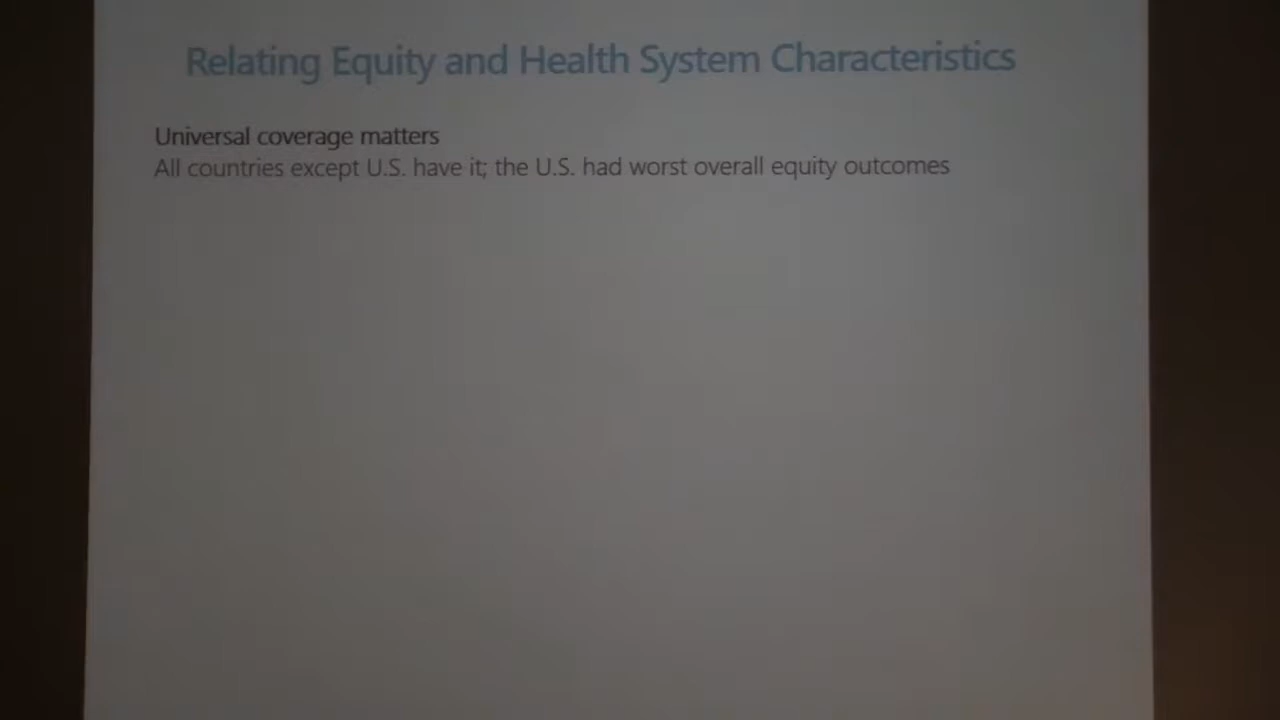 Relating Equity and Health System Characteristics
Universal coverage matters
All countries except U.S. have it; the U.S. had worst overall equity outcomes